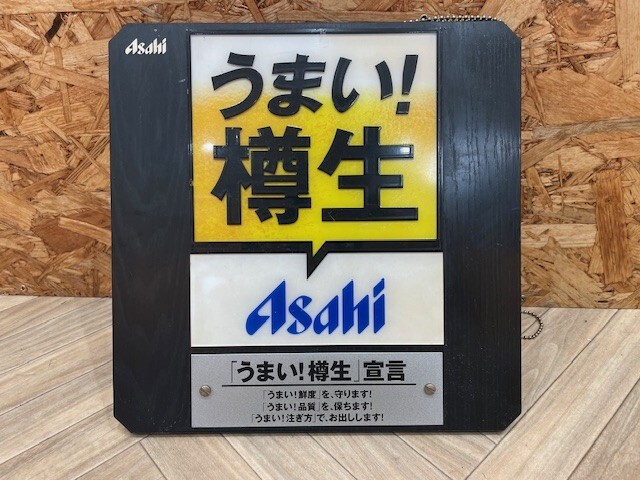 Asahi
うまい!
樽生
Asahi
「うまい!樽生」宣言
「うまい!鮮度」を、守ります!
「うまい!品質」を、保ちます!
「うまい!注ぎ方」で、お出しします!